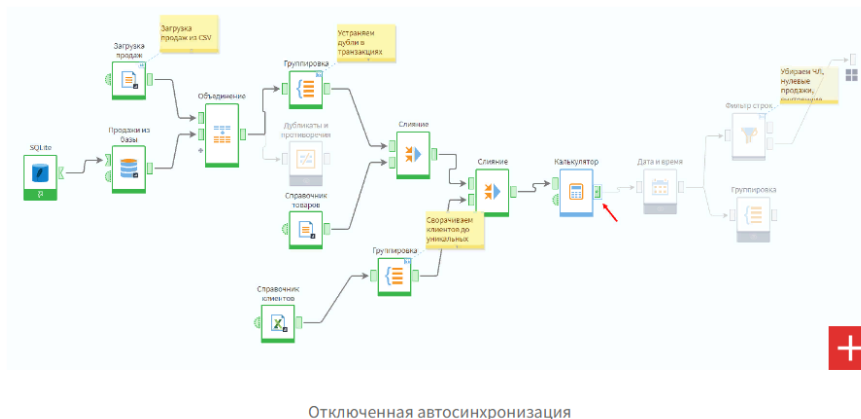 Загрузка
продаж из CSV
Загрузка
продаж
Устраняем
дубли в
транзакциях
Группировка
Убираем ЧЛ,
нулевые
продажи,
Объединение
Фильтр строк
Продажи из
базы
Дубликаты и
противоречия
Слияние
SQLite
Слияние
Калькулятор
Дата и время
Справочник
товаров
Группировка
Сворачиваем
клиентов до
уникальных
Группировка
Справочник
клиентов
Отключенная автосинхронизация